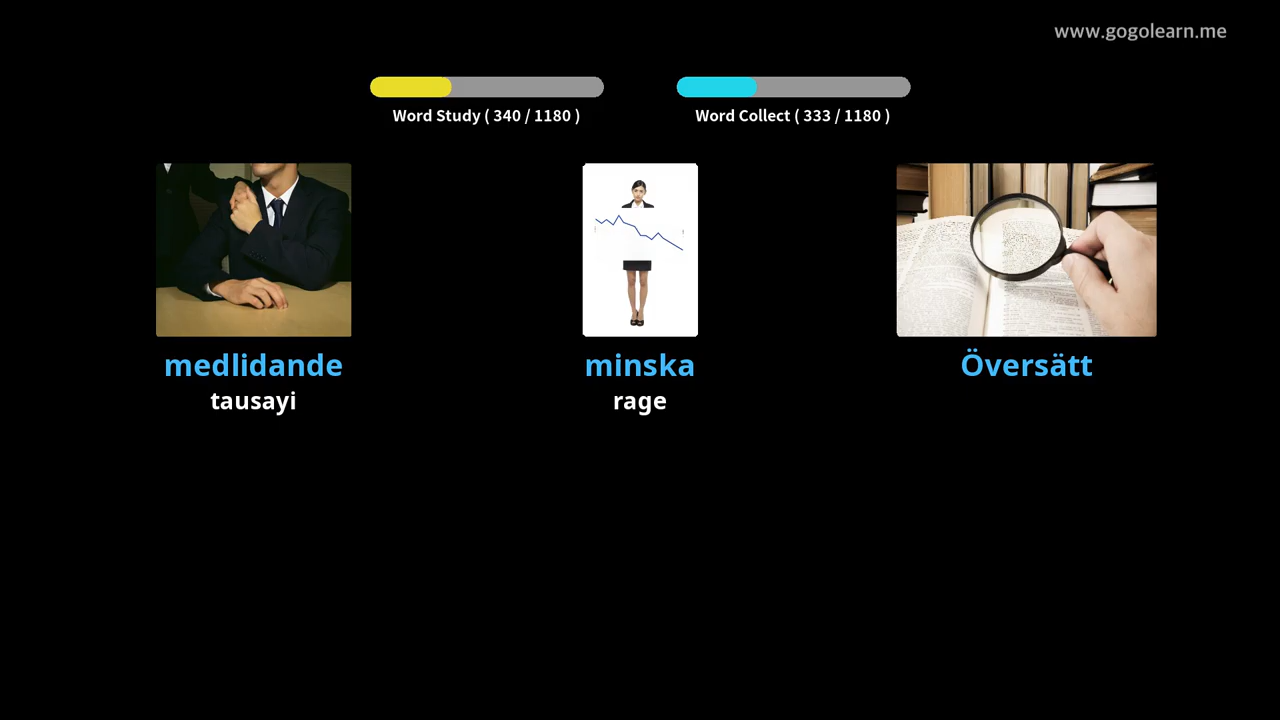 www.gogolearn.me
Word Study ( 340 / 1180 )
Word Collect ( 333 / 1180 )
medlidande
minska
Översätt
tausayi
rage